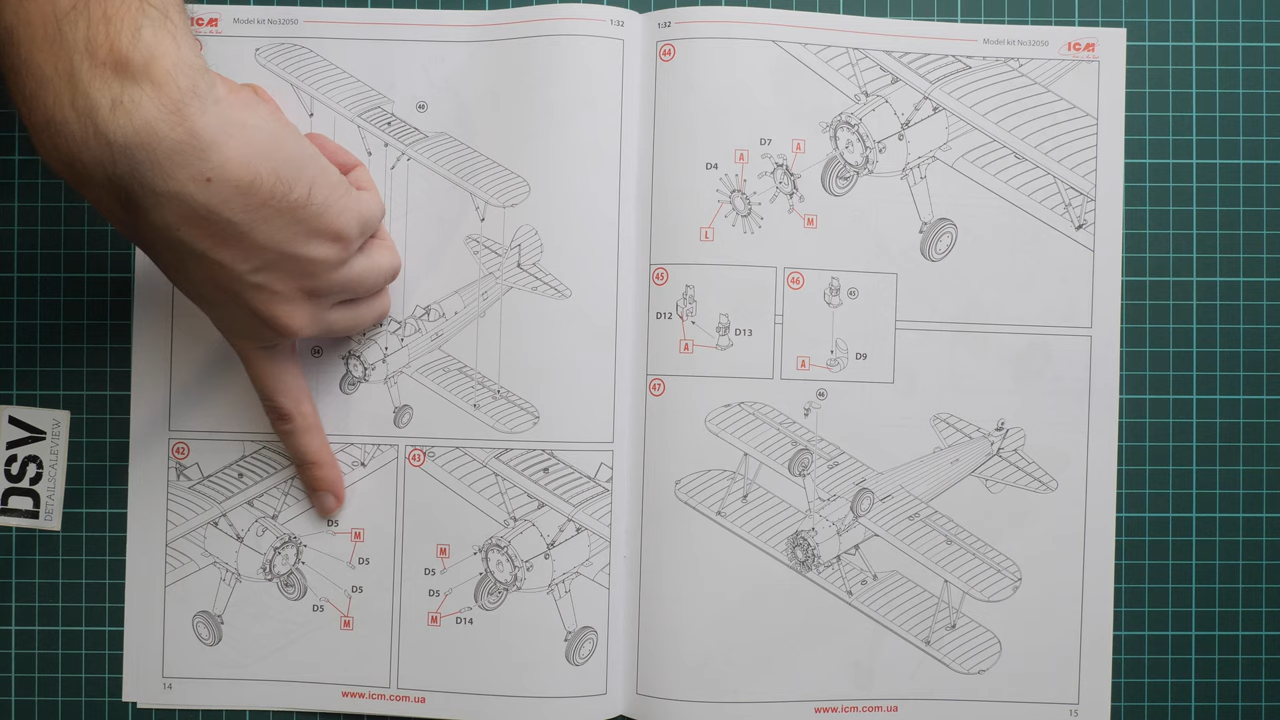 ICM
Model kit No32050
1:32
40
34
42
D5
M
D5
D5
D5
M
43
M
D5
D5
M
D14
14
www.icm.com.ua
1:32
Model kit No32050
ICM
44
D7
A
D4
A
L
M
45
D12
D13
A
46
45
D9
A
47
46
www.icm.com.ua
15
DSV
DETAILSCALEVIEW